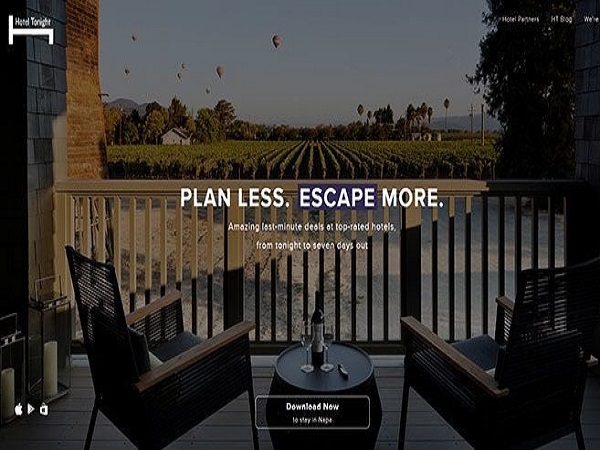 Hotel Tonight
Hotel Partners HT Blog We're
PLAN LESS. ESCAPE MORE.
Amazing last-minute deals at top-rated hotels,
from tonight to seven days out
Download Now
to stay in Napa